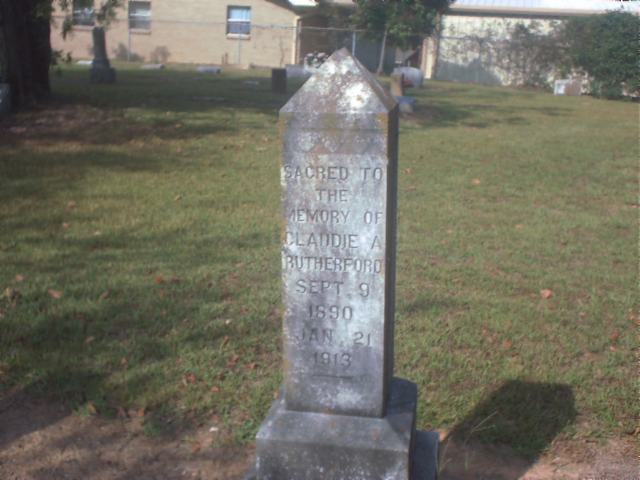 SACRED TO
THE
MEMORY OF
CLAUDIE A
RUTHERFORD
SEPT. 9
1890
JAN. 21
1913